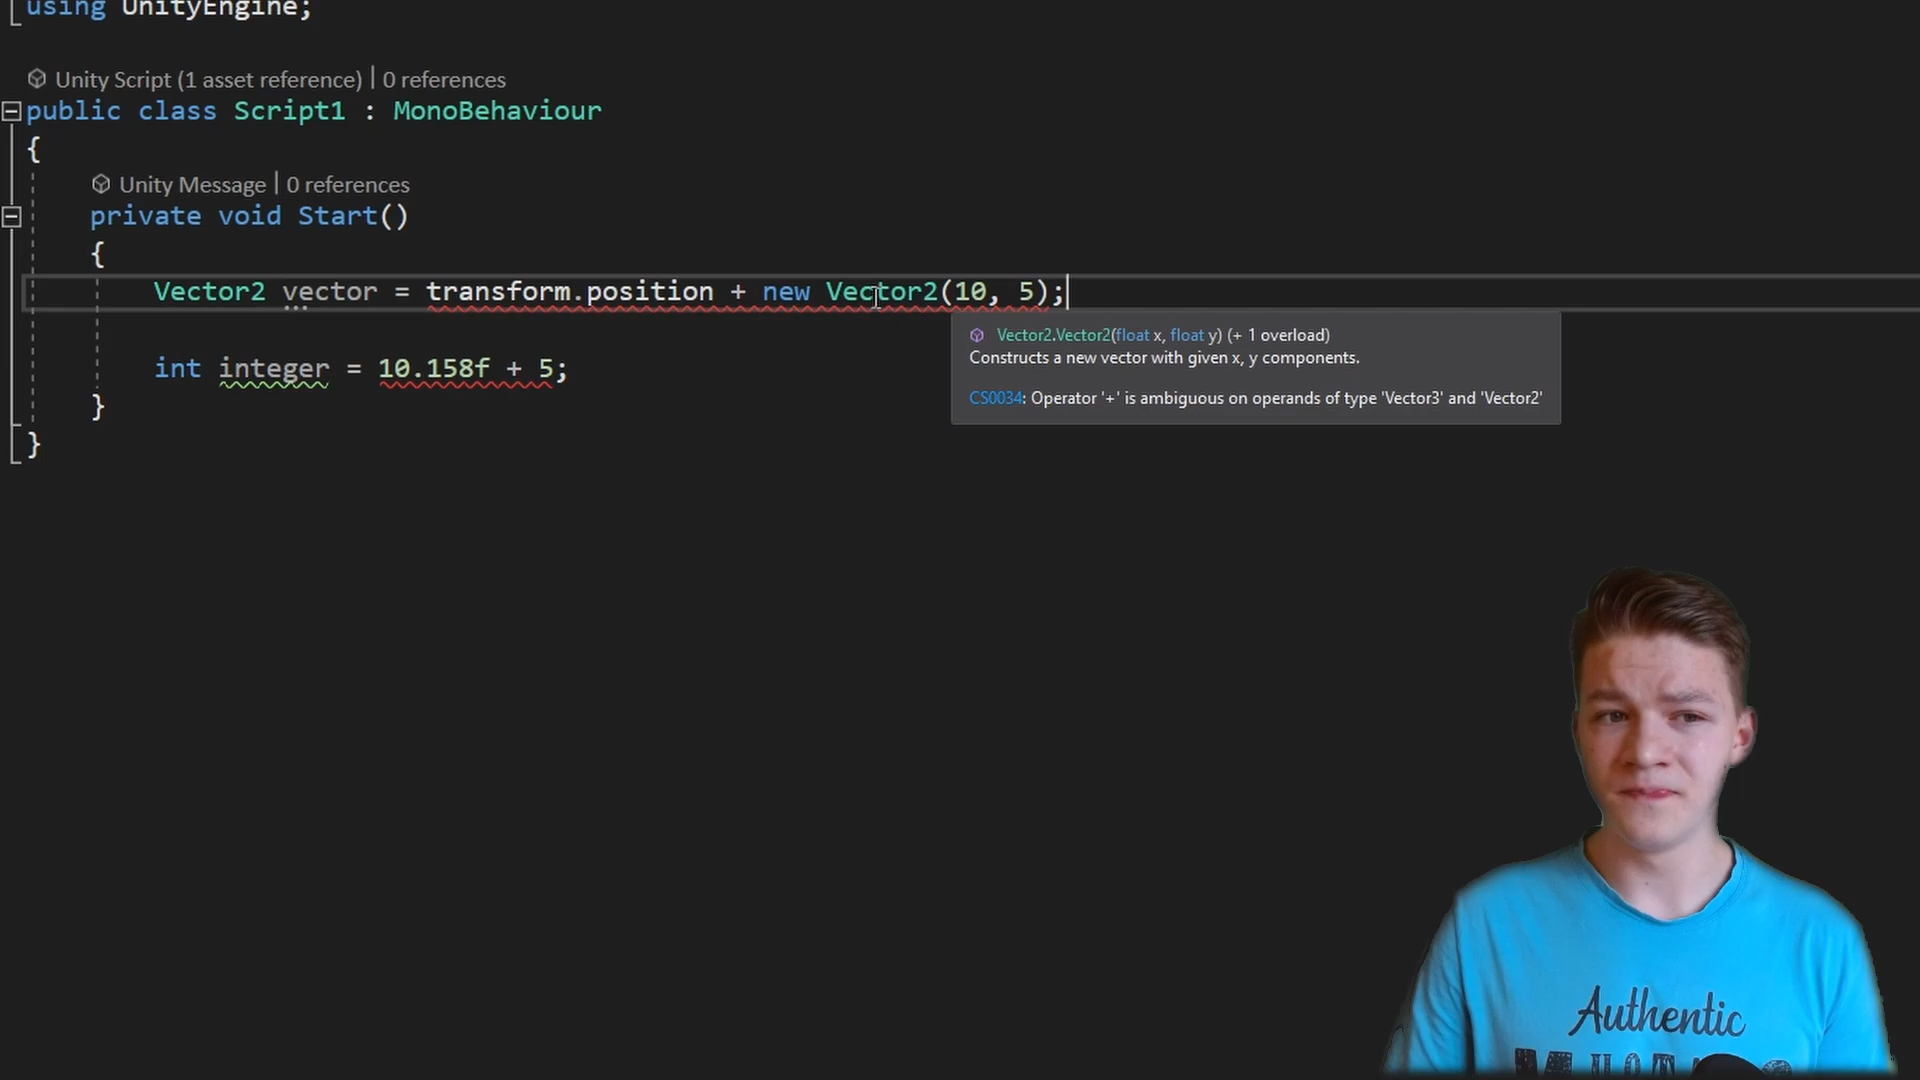 using UnityEngine;
Unity Script (1 asset reference) | 0 references
public class Script1 : MonoBehaviour
{
Unity Message | 0 references
private void Start()
{
Vector2 vector = transform.position + new Vector2(10, 5);
Vector2.Vector2(float x, float y) (+ 1 overload)
Constructs a new vector with given x, y components.
CS0034: Operator '+' is ambiguous on operands of type 'Vector3' and 'Vector2'
int integer = 10.158f + 5;
}
}
Authentic